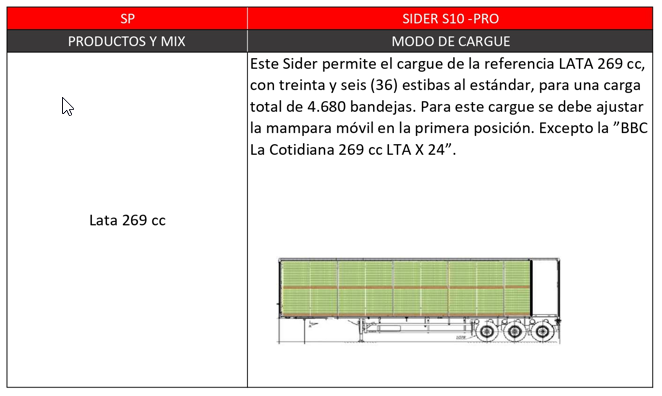 SP
SIDER S10 -PRO
PRODUCTOS Y MIX
MODO DE CARGUE
Lata 269 cc
Este Sider permite el cargue de la referencia LATA 269 cc,
con treinta y seis (36) estibas al estándar, para una carga
total de 4.680 bandejas. Para este cargue se debe ajustar
la mampara móvil en la primera posición. Excepto la ”BBC
La Cotidiana 269 cc LTA X 24”.